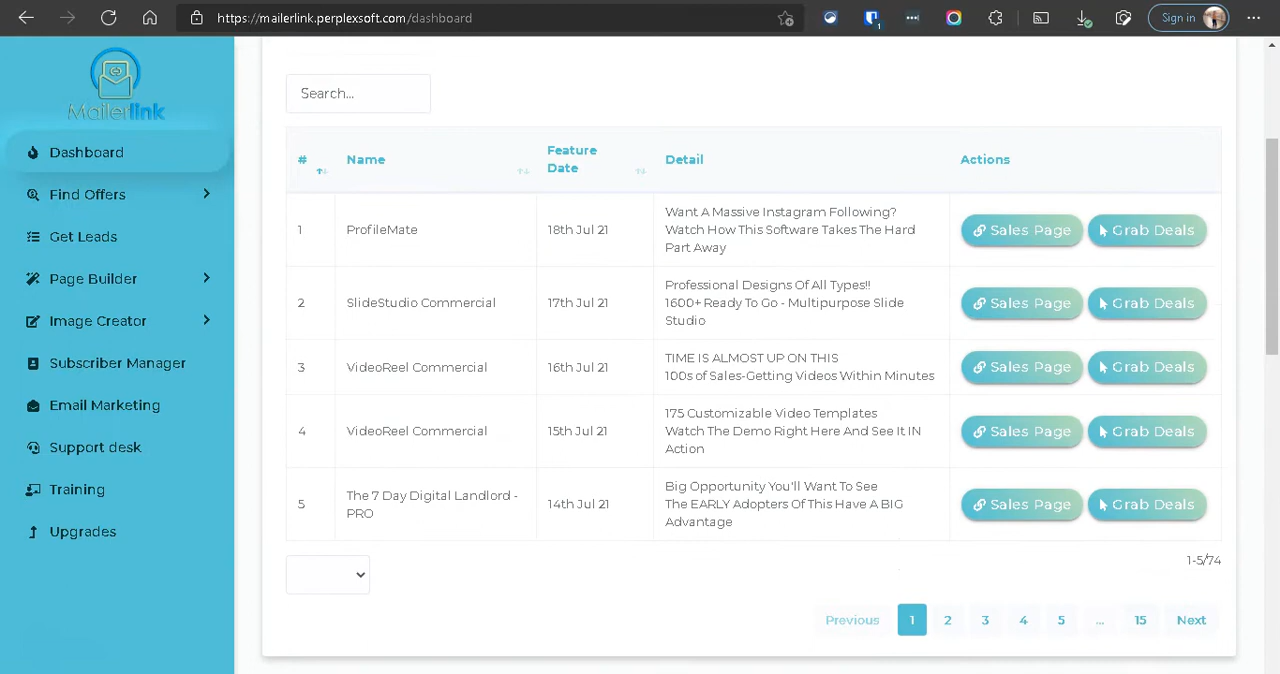 https://mailerlink.perplexsoft.com/dashboard
1
Sign in
Mailerlink
Dashboard
Find Offers
Get Leads
Page Builder
Image Creator
Subscriber Manager
Email Marketing
Support desk
Training
Upgrades
Search...
# Name Feature Date Detail Actions
1 ProfileMate 18th Jul 21 Want A Massive Instagram Following?
Watch How This Software Takes The Hard
Part Away
Sales Page Grab Deals
2 SlideStudio Commercial 17th Jul 21 Professional Designs Of All Types!!
1600+ Ready To Go - Multipurpose Slide
Studio
Sales Page Grab Deals
3 VideoReel Commercial 16th Jul 21 TIME IS ALMOST UP ON THIS
100s of Sales-Getting Videos Within Minutes
Sales Page Grab Deals
4 VideoReel Commercial 15th Jul 21 175 Customizable Video Templates
Watch The Demo Right Here And See It IN
Action
Sales Page Grab Deals
5 The 7 Day Digital Landlord -
PRO
14th Jul 21 Big Opportunity You'll Want To See
The EARLY Adopters Of This Have A BIG
Advantage
Sales Page Grab Deals
1-5/74
Previous 1 2 3 4 5 ... 15 Next